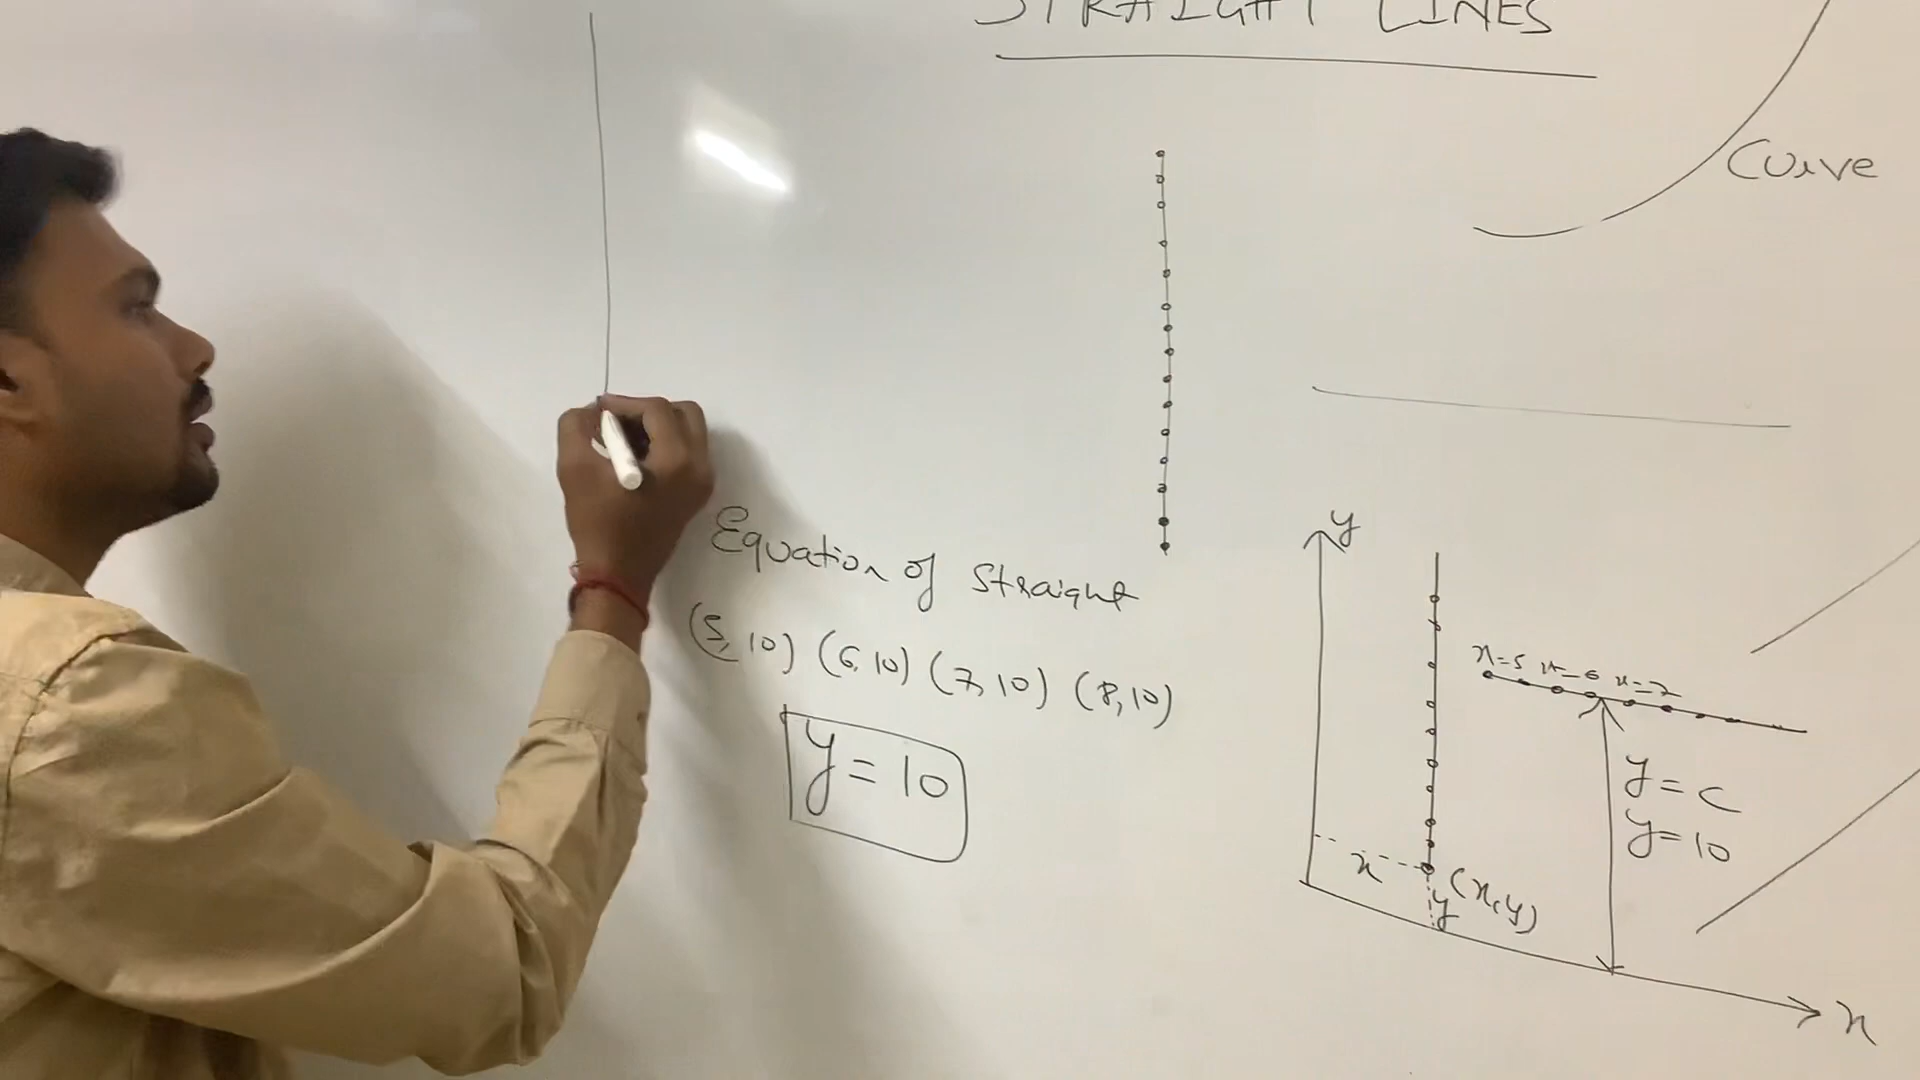 STRAIGHT LINES
Curve
Equation of Straight
(5, 10) (6, 10) (7, 10) (8, 10)
y = 10
y
x=5 x=6 x=7
y = c
y = 10
x
(x, y)
y
x